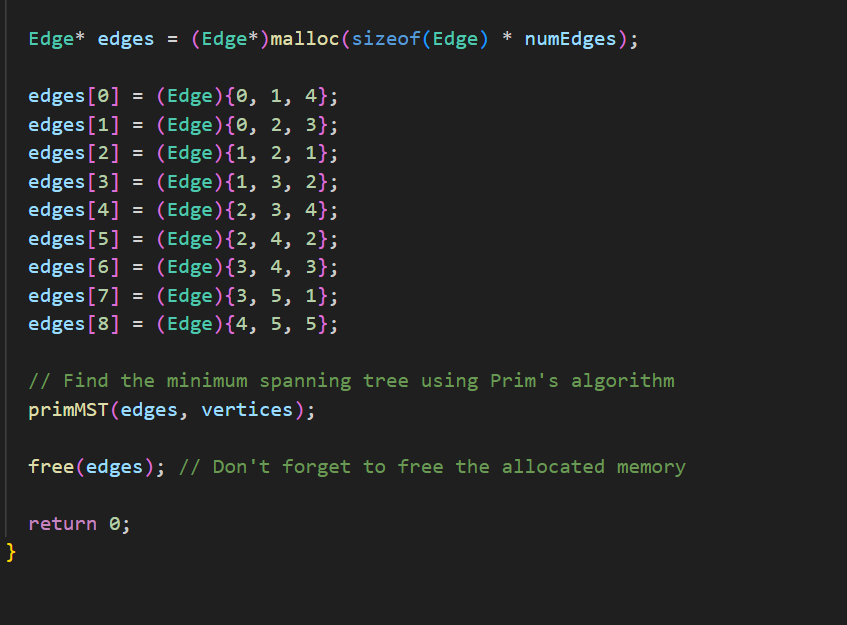 Edge* edges = (Edge*)malloc(sizeof(Edge) * numEdges);
edges[0] = (Edge){0, 1, 4};
edges[1] = (Edge){0, 2, 3};
edges[2] = (Edge){1, 2, 1};
edges[3] = (Edge){1, 3, 2};
edges[4] = (Edge){2, 3, 4};
edges[5] = (Edge){2, 4, 2};
edges[6] = (Edge){3, 4, 3};
edges[7] = (Edge){3, 5, 1};
edges[8] = (Edge){4, 5, 5};
// Find the minimum spanning tree using Prim's algorithm
primMST(edges, vertices);
free(edges); // Don't forget to free the allocated memory
return 0;
}